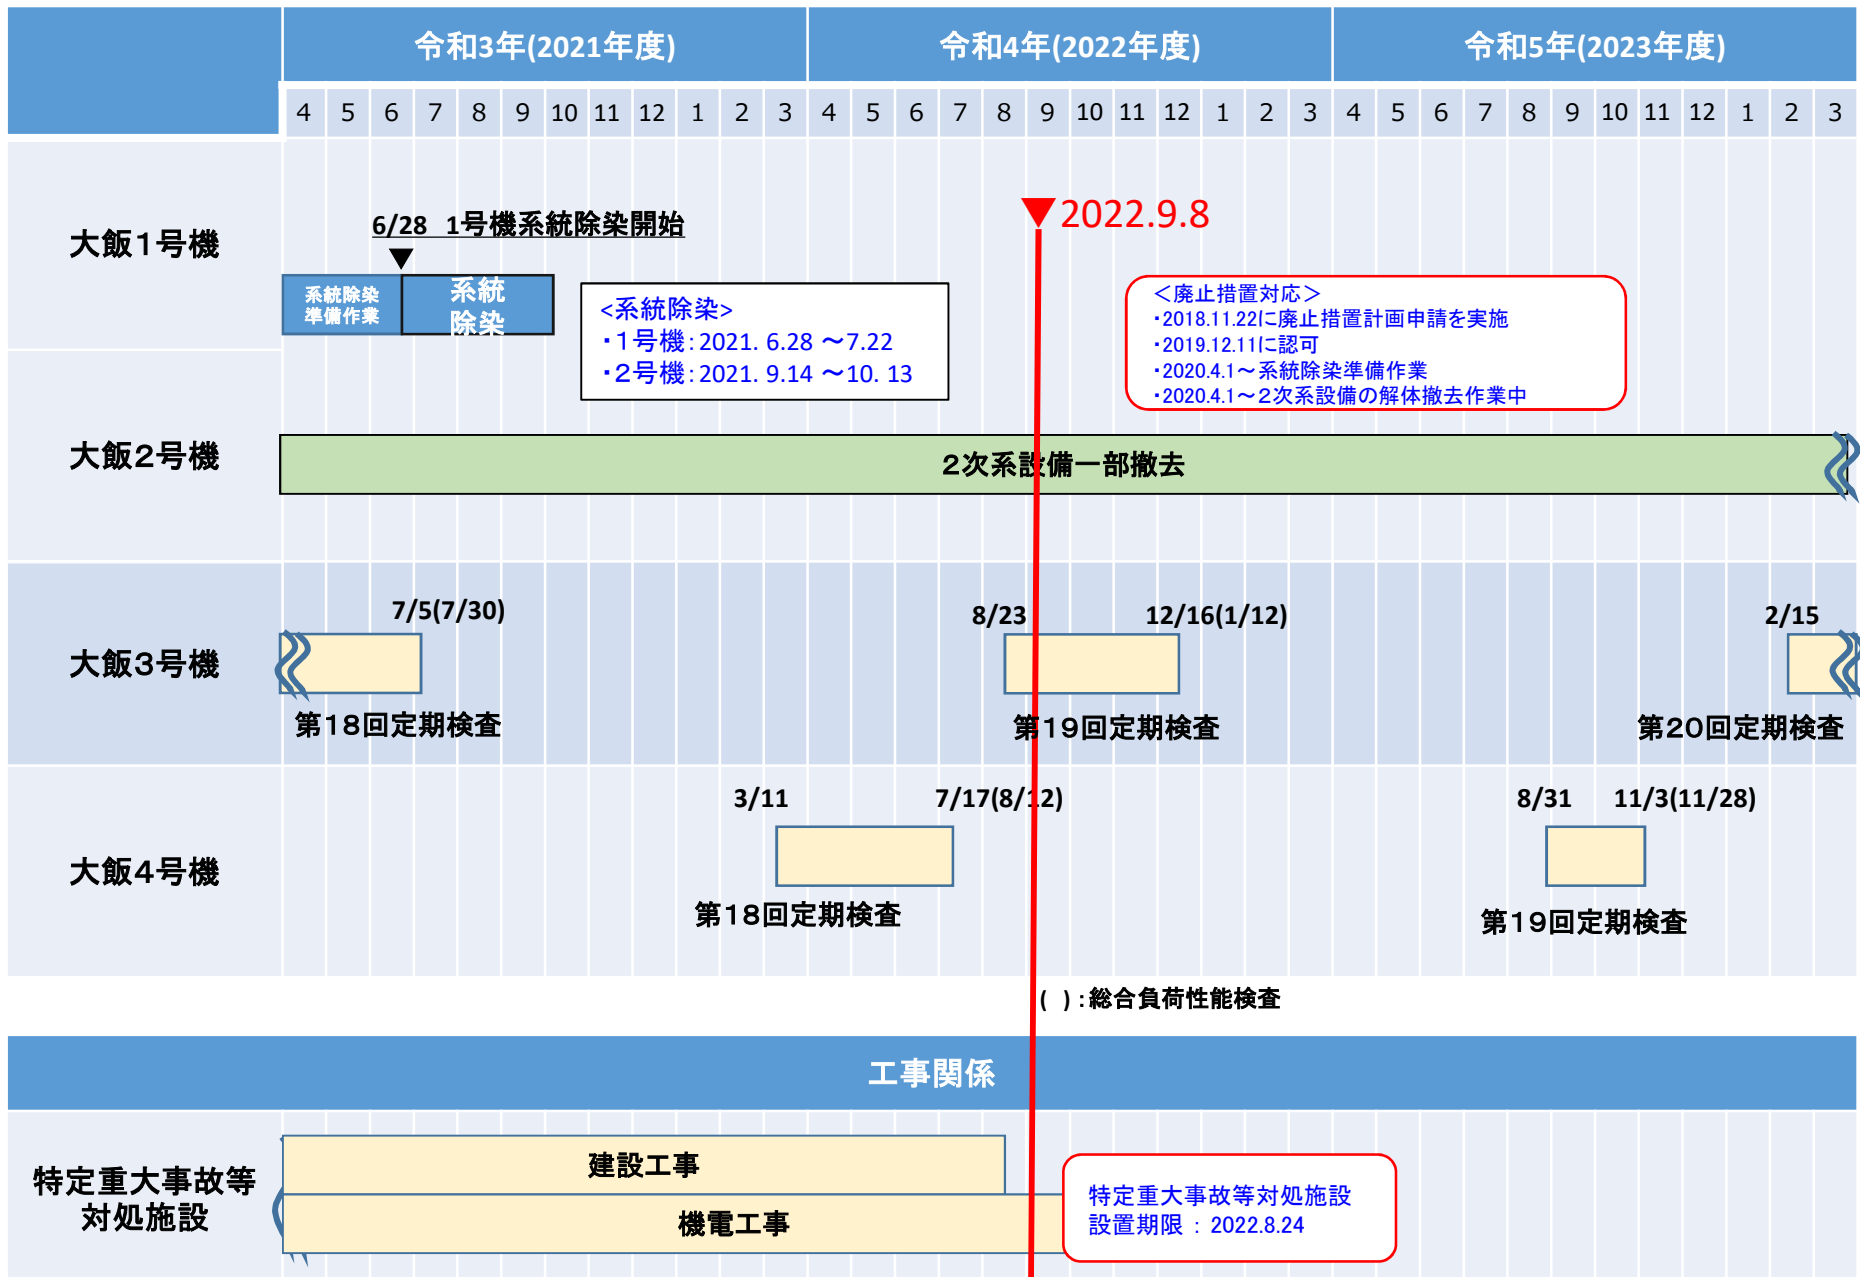 令和3年(2021年度) 令和4年(2022年度) 令和5年(2023年度)
4 5 6 7 8 9 10 11 12 1 2 3 4 5 6 7 8 9 10 11 12 1 2 3 4 5 6 7 8 9 10 11 12 1 2 3
大飯1号機
6/28 1号機系統除染開始
系統除染
準備作業
系統
除染
<系統除染>
・1号機:2021. 6.28 ～7.22
・2号機:2021. 9.14 ～10. 13
2022.9.8
＜廃止措置対応＞
・2018.11.22に廃止措置計画申請を実施
・2019.12.11に認可
・2020.4.1～系統除染準備作業
・2020.4.1～2次系設備の解体撤去作業中
大飯2号機
2次系設備一部撤去
大飯3号機
7/5(7/30)
第18回定期検査
8/23 12/16(1/12)
第19回定期検査
2/15
第20回定期検査
大飯4号機
3/11 7/17(8/12)
第18回定期検査
8/31 11/3(11/28)
第19回定期検査
( ):総合負荷性能検査
工事関係
特定重大事故等
対処施設
建設工事
機電工事
特定重大事故等対処施設
設置期限 : 2022.8.24